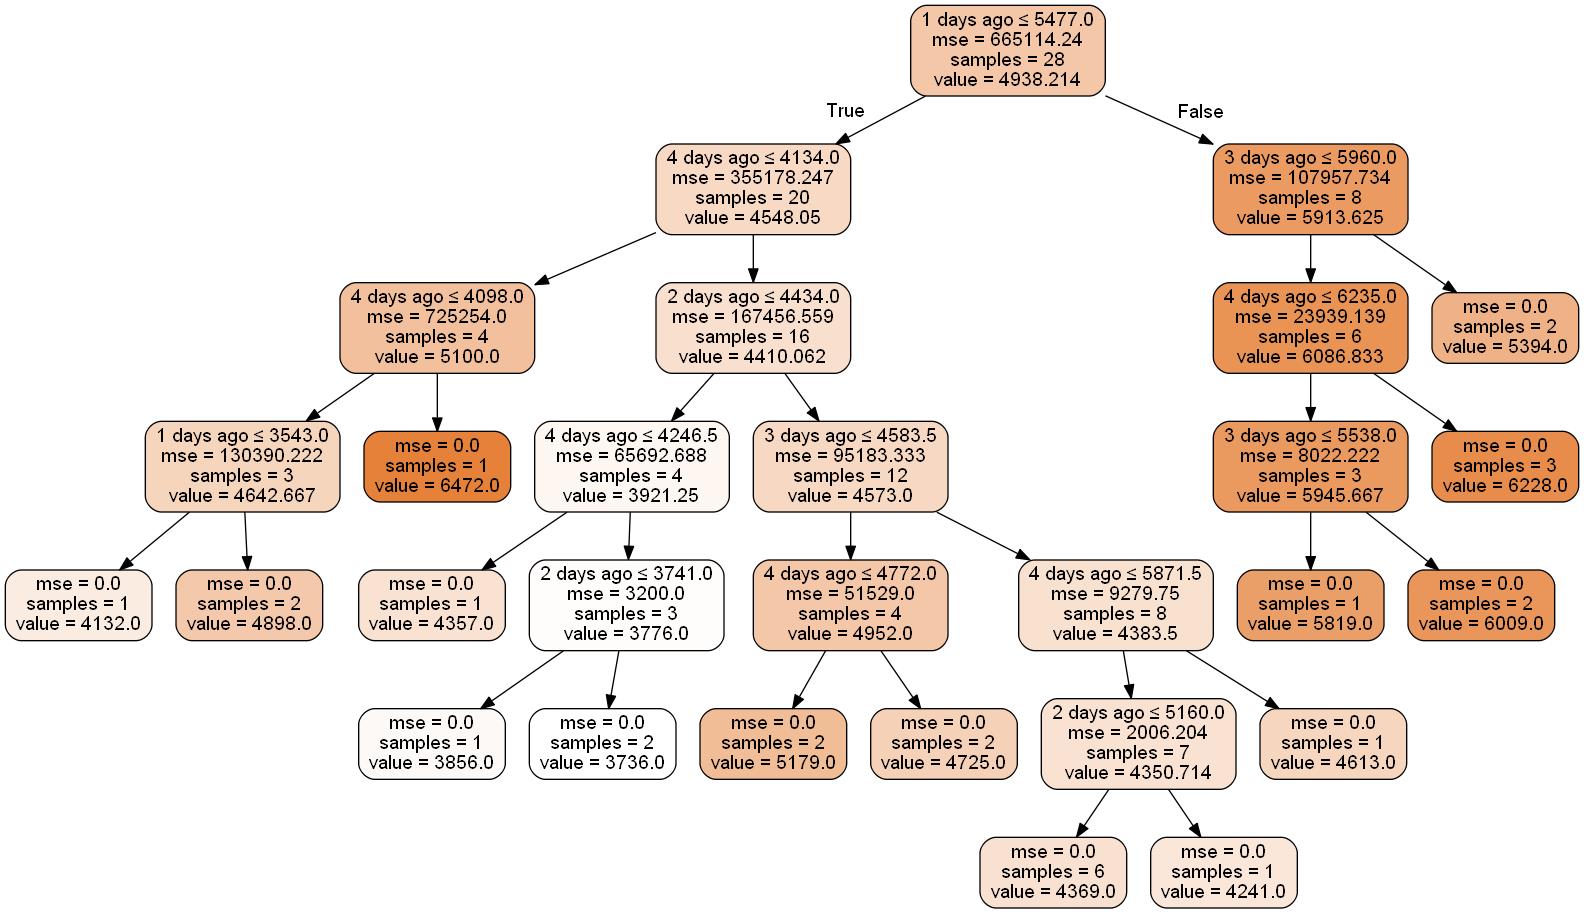 1 days ago ≤ 5477.0
mse = 665114.24
samples = 28
value = 4938.214
True
False
4 days ago ≤ 4134.0
mse = 355178.247
samples = 20
value = 4548.05
3 days ago ≤ 5960.0
mse = 107957.734
samples = 8
value = 5913.625
4 days ago ≤ 4098.0
mse = 725254.0
samples = 4
value = 5100.0
2 days ago ≤ 4434.0
mse = 167456.559
samples = 16
value = 4410.062
4 days ago ≤ 6235.0
mse = 23939.139
samples = 6
value = 6086.833
mse = 0.0
samples = 2
value = 5394.0
1 days ago ≤ 3543.0
mse = 130390.222
samples = 3
value = 4642.667
mse = 0.0
samples = 1
value = 6472.0
4 days ago ≤ 4246.5
mse = 65692.688
samples = 4
value = 3921.25
3 days ago ≤ 4583.5
mse = 95183.333
samples = 12
value = 4573.0
3 days ago ≤ 5538.0
mse = 8022.222
samples = 3
value = 5945.667
mse = 0.0
samples = 3
value = 6228.0
mse = 0.0
samples = 1
value = 4132.0
mse = 0.0
samples = 2
value = 4898.0
mse = 0.0
samples = 1
value = 4357.0
2 days ago ≤ 3741.0
mse = 3200.0
samples = 3
value = 3776.0
4 days ago ≤ 4772.0
mse = 51529.0
samples = 4
value = 4952.0
4 days ago ≤ 5871.5
mse = 9279.75
samples = 8
value = 4383.5
mse = 0.0
samples = 1
value = 5819.0
mse = 0.0
samples = 2
value = 6009.0
mse = 0.0
samples = 1
value = 3856.0
mse = 0.0
samples = 2
value = 3736.0
mse = 0.0
samples = 2
value = 5179.0
mse = 0.0
samples = 2
value = 4725.0
2 days ago ≤ 5160.0
mse = 2006.204
samples = 7
value = 4350.714
mse = 0.0
samples = 1
value = 4613.0
mse = 0.0
samples = 6
value = 4369.0
mse = 0.0
samples = 1
value = 4241.0